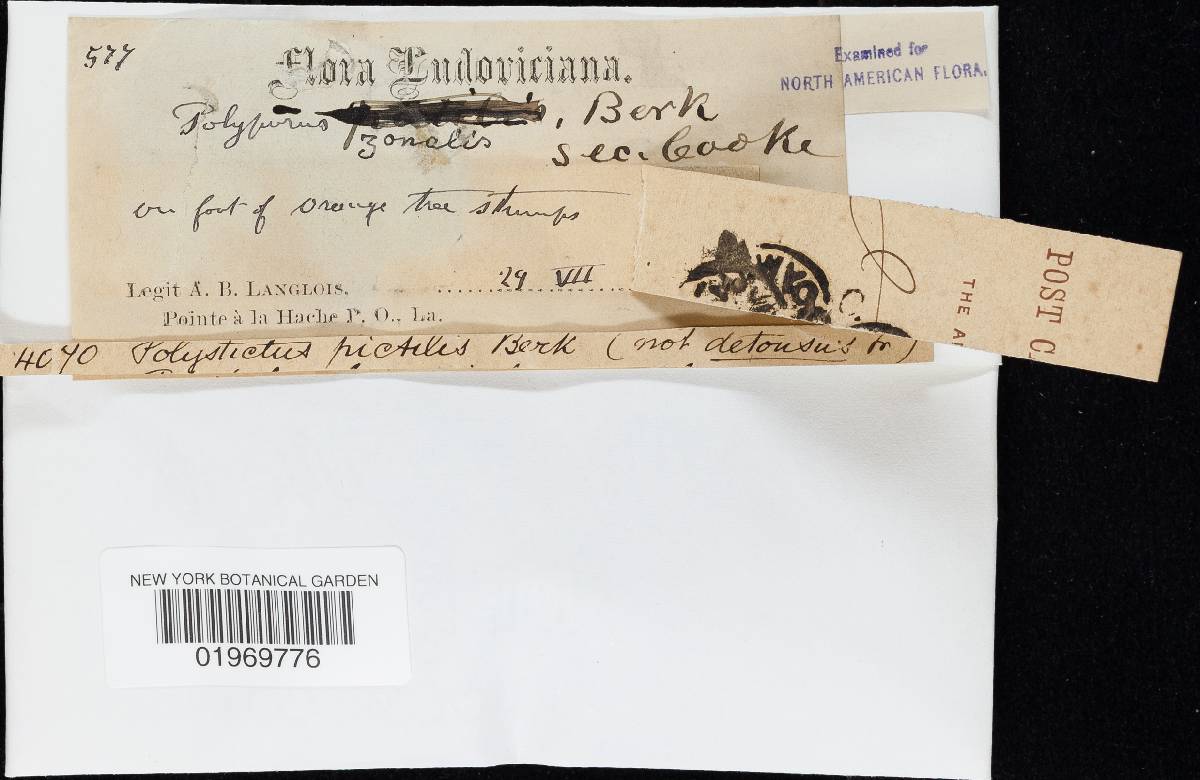 577
Flora Ludoviciana.
Examined for
NORTH AMERICAN FLORA.
Polyporus zonalis, Berk
sec. Cooke
on foot of orange tree stumps
29 VII
Legit A. B. LANGLOIS.
Pointe à la Hache P. O., La.
POST C
THE A
C.
4070 Polystictus pictilis Berk (not detonsus Fr)
NEW YORK BOTANICAL GARDEN
01969776